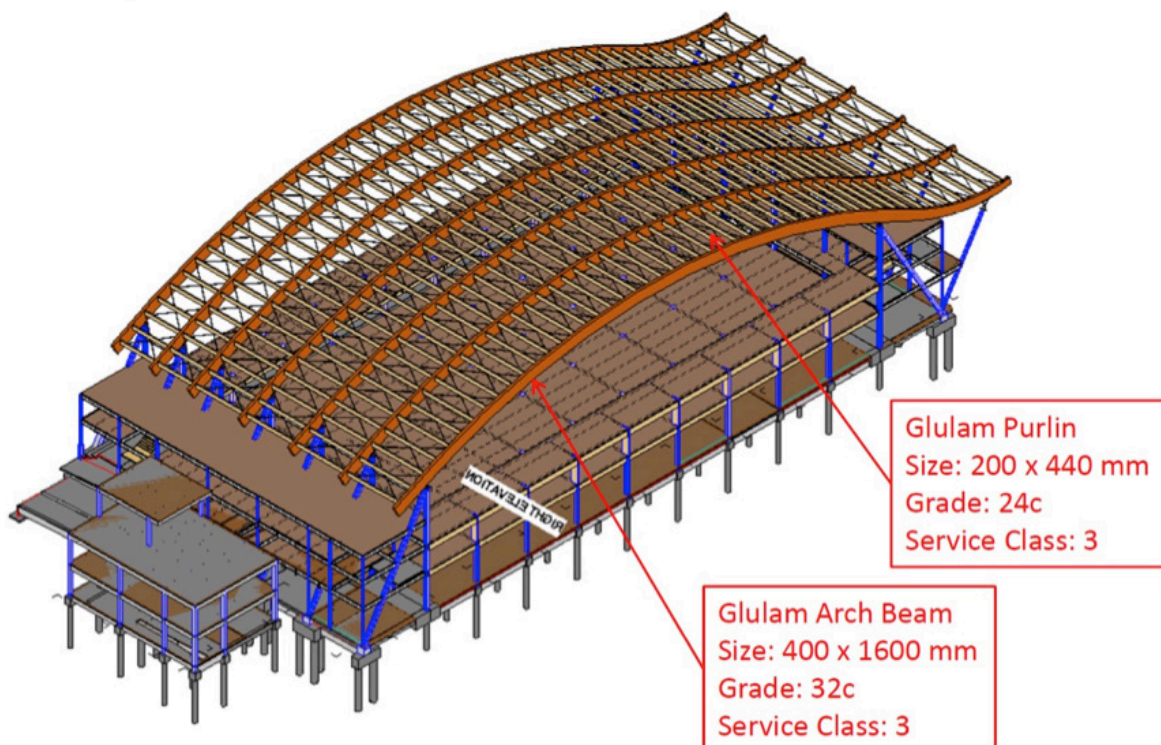 RIGHT ELEVATION
Glulam Purlin
Size: 200 x 440 mm
Grade: 24c
Service Class: 3
Glulam Arch Beam
Size: 400 x 1600 mm
Grade: 32c
Service Class: 3